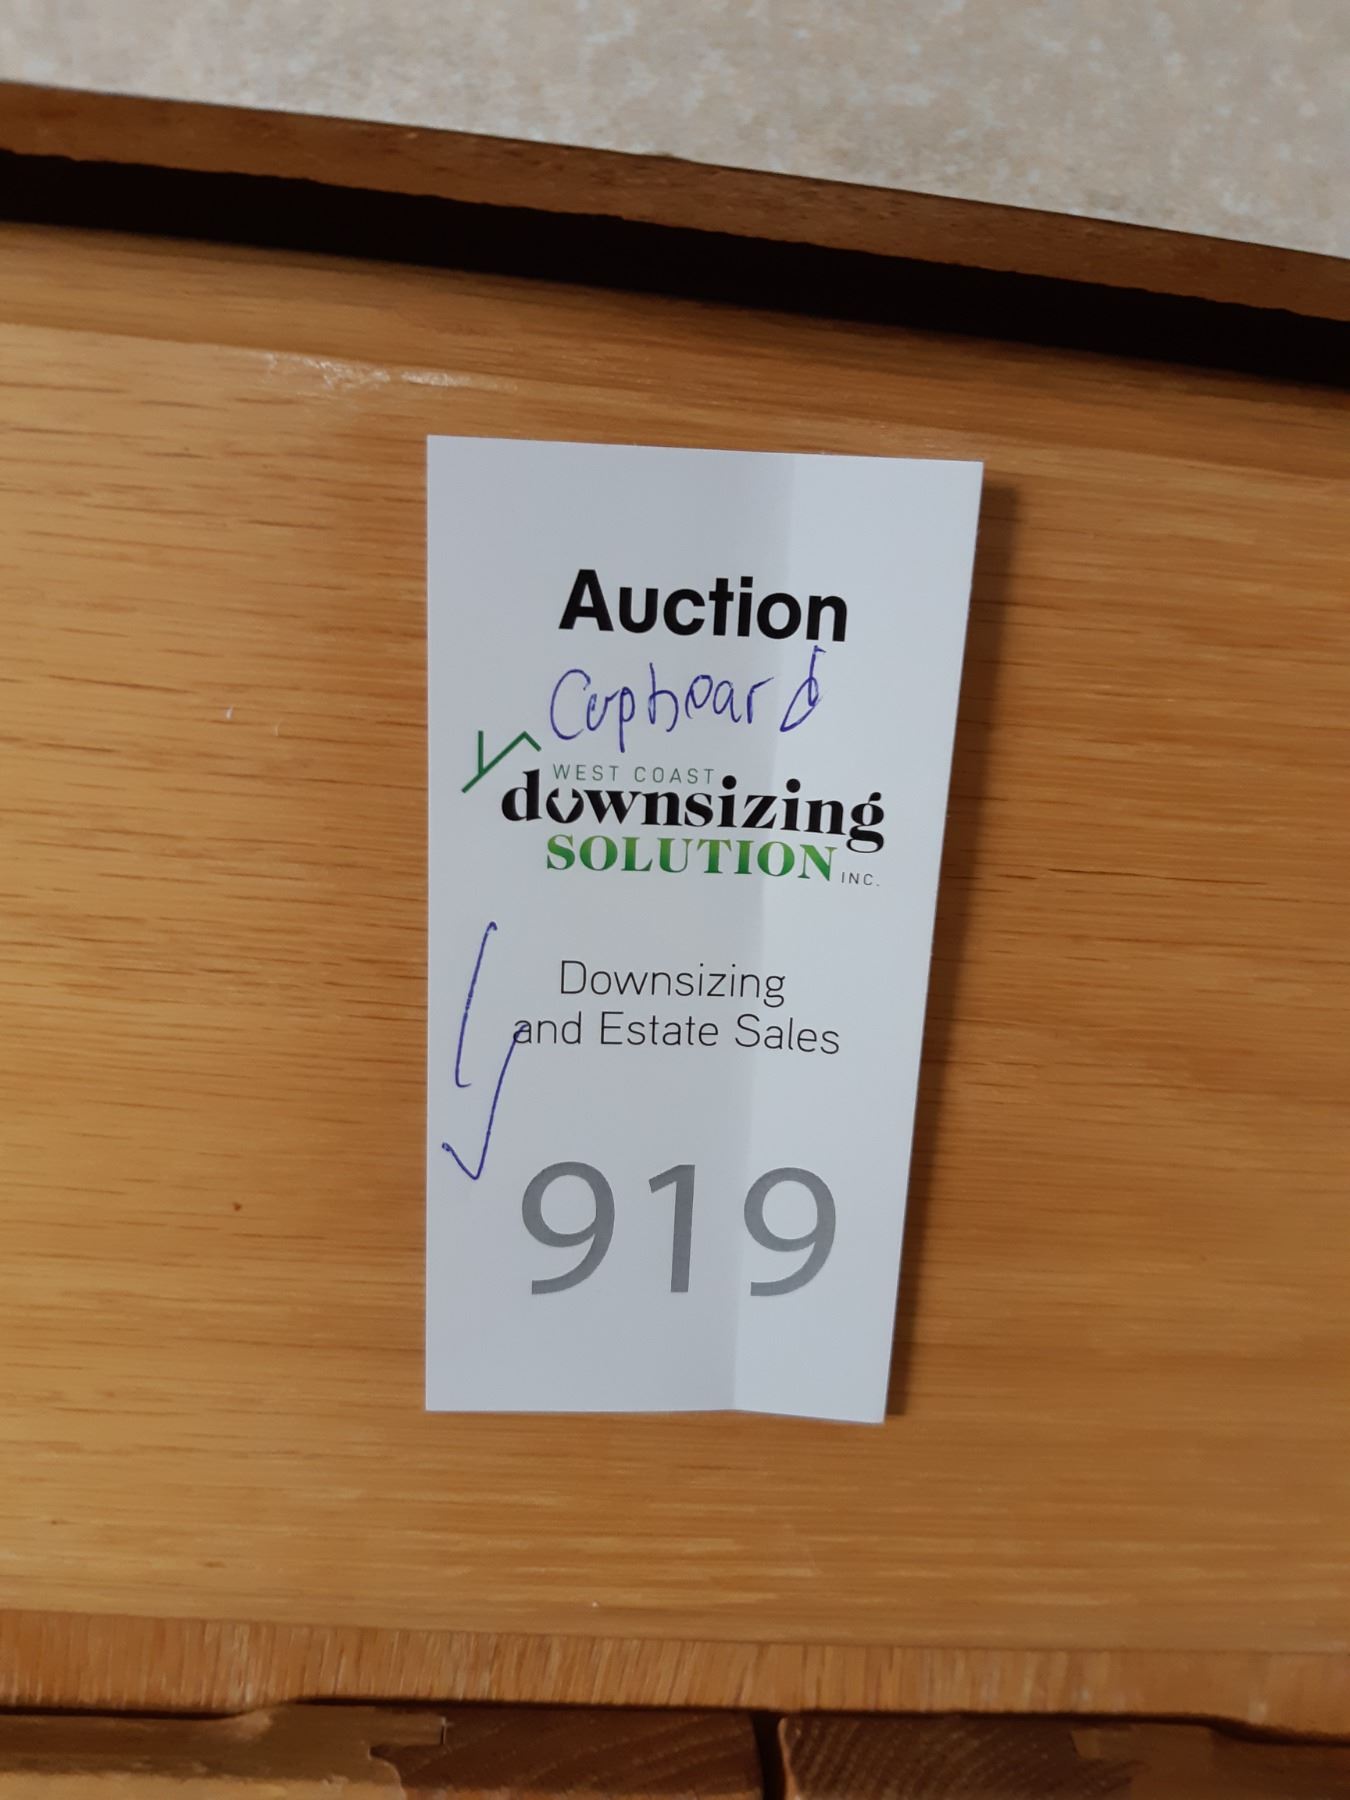 Auction
Cupboard
WEST COAST
downsizing
SOLUTION INC.
Downsizing
and Estate Sales
919